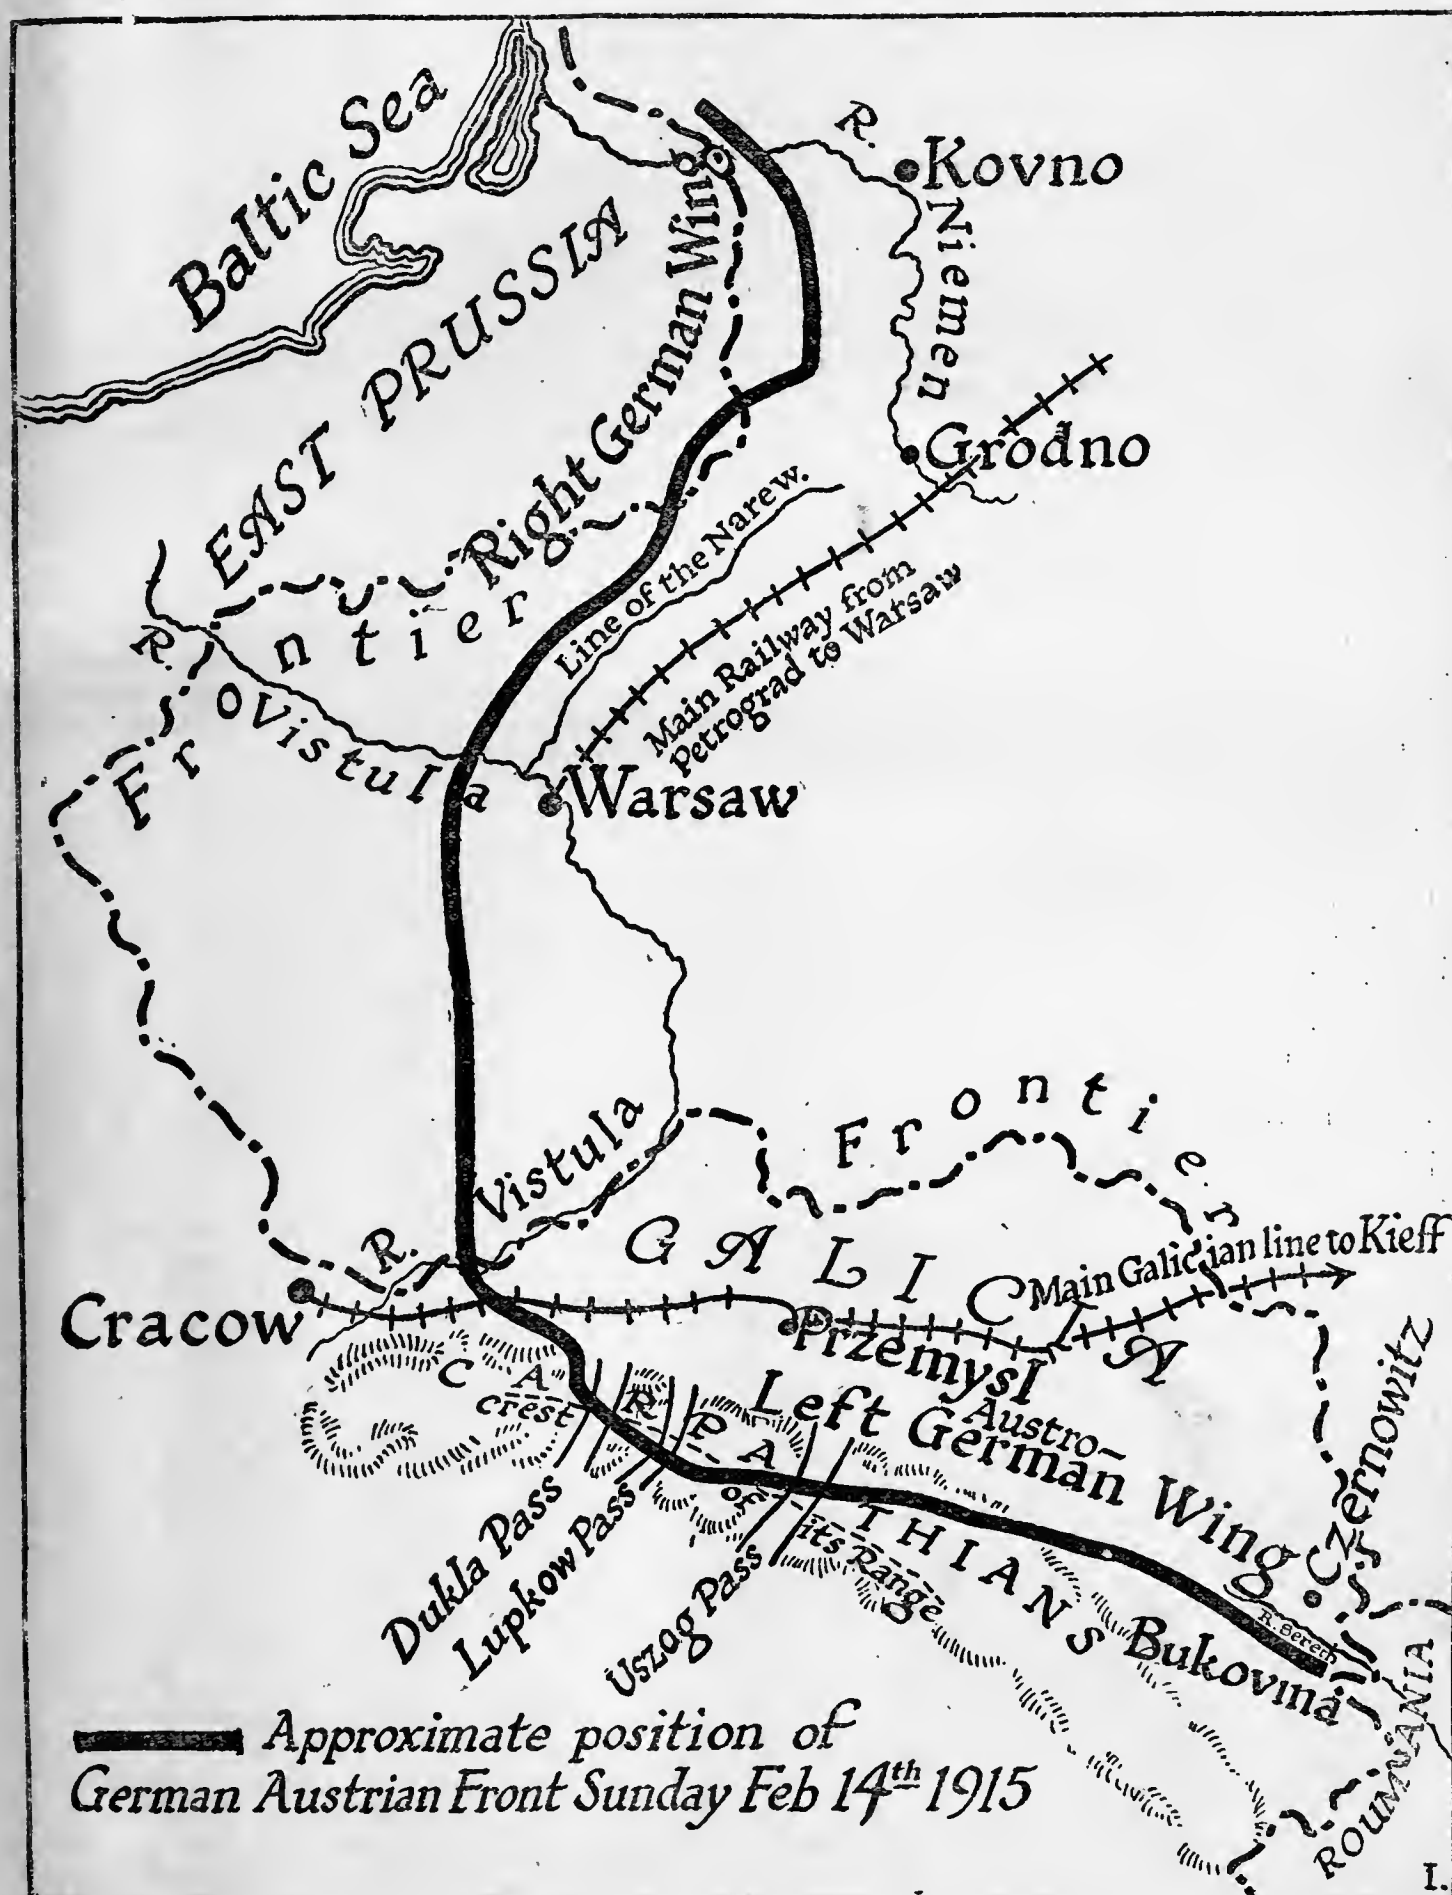 Baltic Sea
R.
Kovno
Niemen
EAST PRUSSIA
Right German Wing
Grodno
Line of the Narew.
Main Railway from
Petrograd to Warsaw
Frontier
R.
Vistula
Warsaw
Frontier
R. Vistula
GALICIA
Main Galician line to Kieff
Cracow
Przemysl
CARPATHIANS
crest
of
its Range
Left German Wing
Austro-
Czernowitz
Dukla Pass
Lupkow Pass
Uszag Pass
R. Sereth
Bukovina
ROUMANIA
Approximate position of
German Austrian Front Sunday Feb 14th 1915
I.